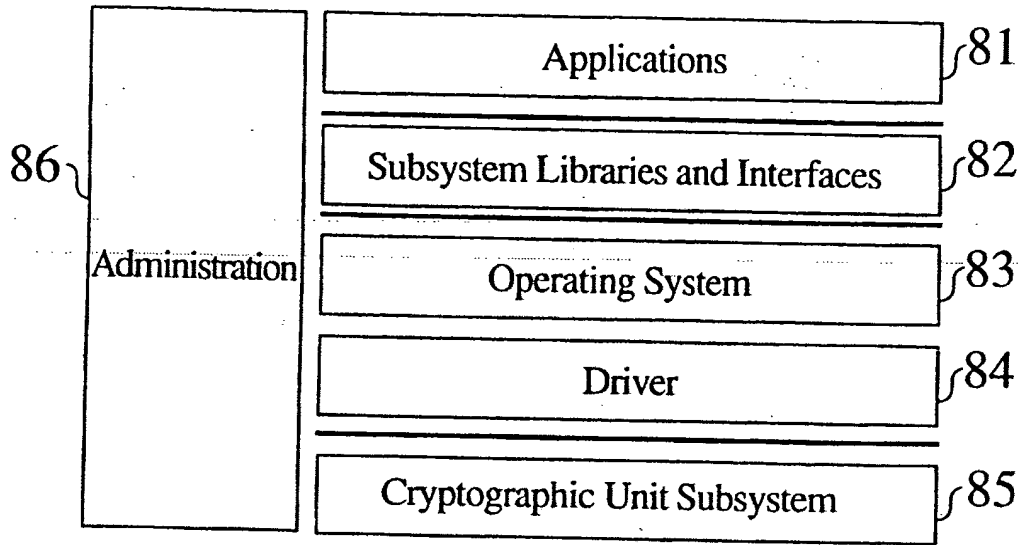 Applications
81
86
Subsystem Libraries and Interfaces
82
Administration
Operating System
83
Driver
84
Cryptographic Unit Subsystem
85